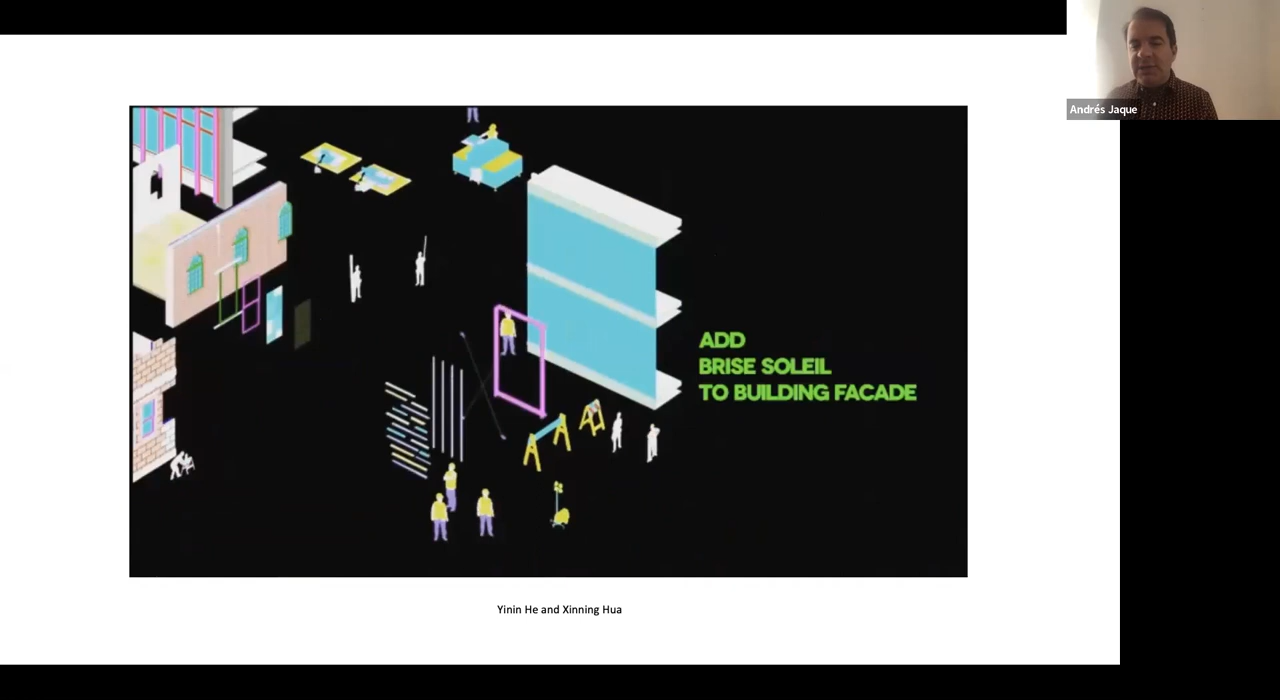 Andrés Jaque
ADD
BRISE SOLEIL
TO BUILDING FACADE
Yinin He and Xinning Hua